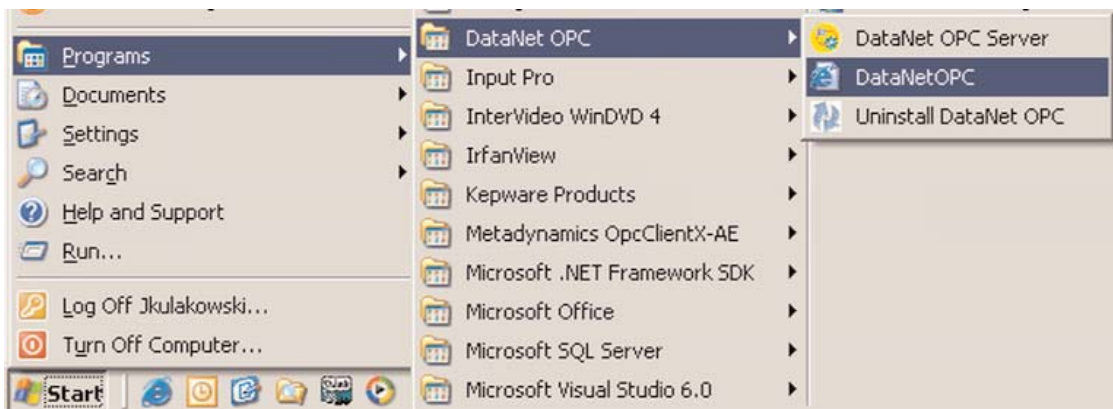 Programs
Documents
Settings
Search
Help and Support
Run...
Log Off Jkulakowski...
Turn Off Computer...
Start
DataNet OPC
Input Pro
InterVideo WinDVD 4
IrfanView
Kepware Products
Metadynamics OpcClientX-AE
Microsoft .NET Framework SDK
Microsoft Office
Microsoft SQL Server
Microsoft Visual Studio 6.0
DataNet OPC Server
DataNetOPC
Uninstall DataNet OPC